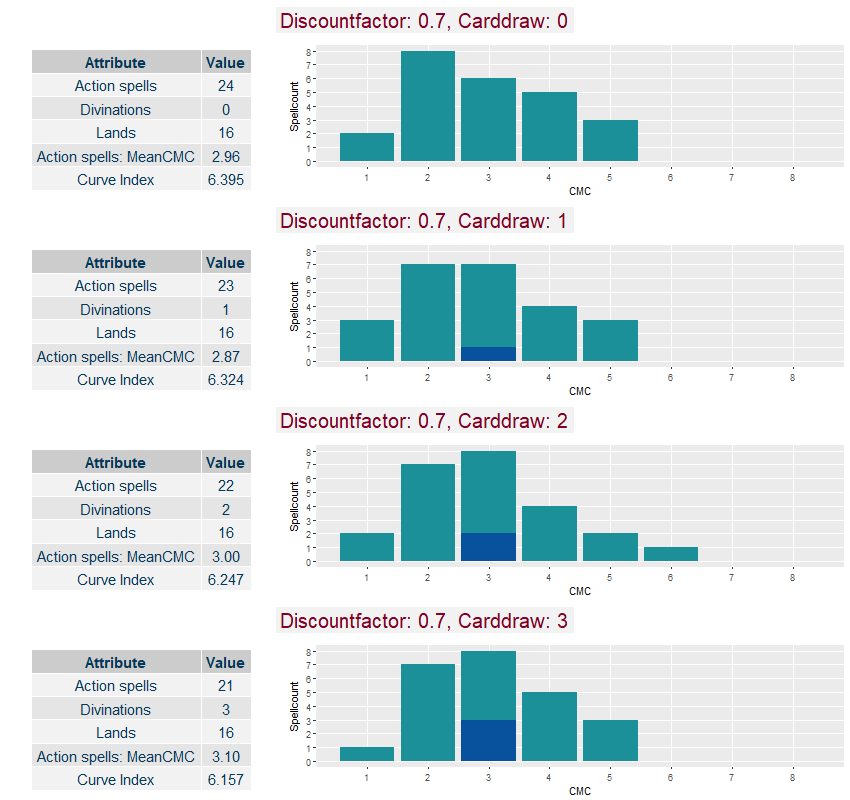 Discountfactor: 0.7, Carddraw: 0
Attribute Value
Action spells 24
Divinations 0
Lands 16
Action spells: MeanCMC 2.96
Curve Index 6.395
Spellcount
8
7
6
5
4
3
2
1
0
1 2 3 4 5 6 7 8
CMC
Discountfactor: 0.7, Carddraw: 1
Attribute Value
Action spells 23
Divinations 1
Lands 16
Action spells: MeanCMC 2.87
Curve Index 6.324
Spellcount
8
7
6
5
4
3
2
1
0
1 2 3 4 5 6 7 8
CMC
Discountfactor: 0.7, Carddraw: 2
Attribute Value
Action spells 22
Divinations 2
Lands 16
Action spells: MeanCMC 3.00
Curve Index 6.247
Spellcount
8
7
6
5
4
3
2
1
0
1 2 3 4 5 6 7 8
CMC
Discountfactor: 0.7, Carddraw: 3
Attribute Value
Action spells 21
Divinations 3
Lands 16
Action spells: MeanCMC 3.10
Curve Index 6.157
Spellcount
8
7
6
5
4
3
2
1
0
1 2 3 4 5 6 7 8
CMC